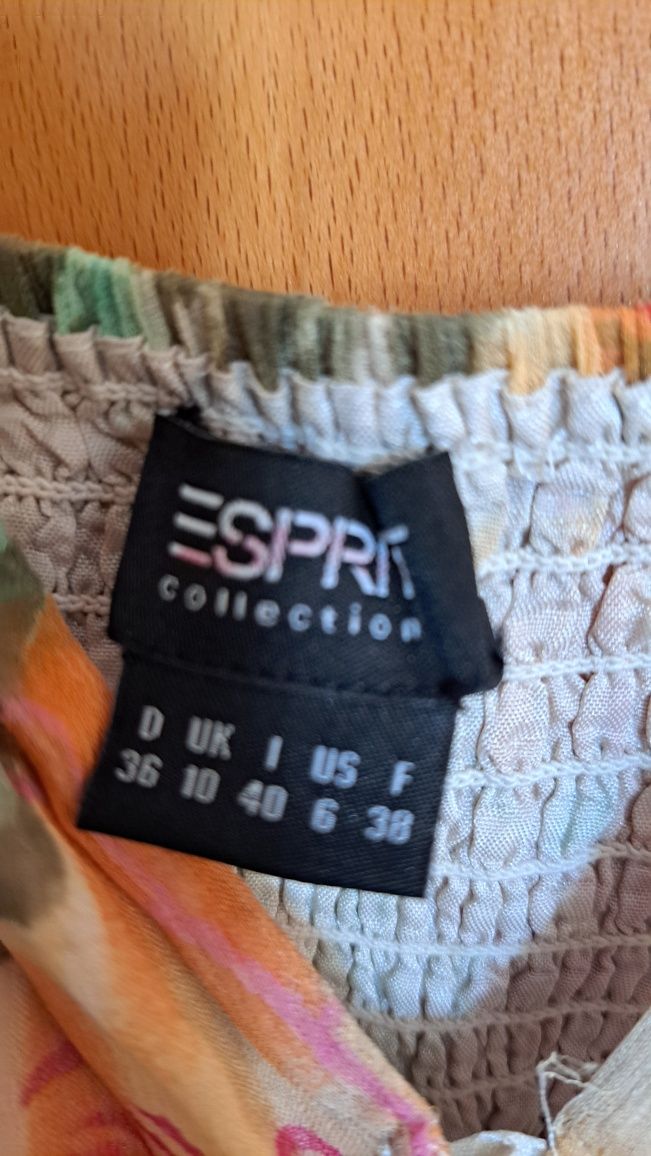 ESPRIT
collection
D UK I US F
36 10 40 6 38